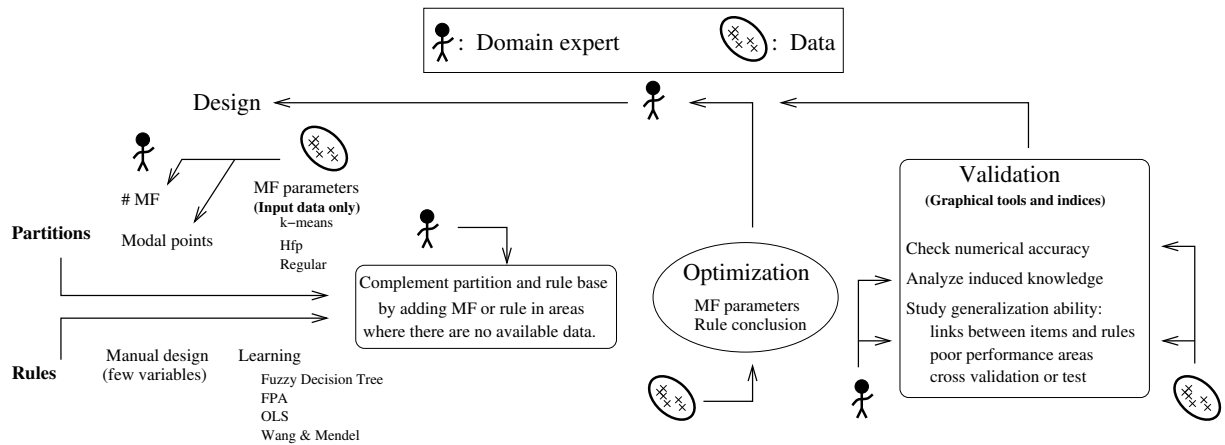 : Domain expert
: Data
Design
# MF
Modal points
MF parameters
(Input data only)
k−means
Hfp
Regular
Partitions
Rules
Manual design
(few variables)
Learning
Fuzzy Decision Tree
FPA
OLS
Wang & Mendel
Complement partition and rule base
by adding MF or rule in areas
where there are no available data.
Optimization
MF parameters
Rule conclusion
Validation
(Graphical tools and indices)
Check numerical accuracy
Analyze induced knowledge
Study generalization ability:
links between items and rules
poor performance areas
cross validation or test